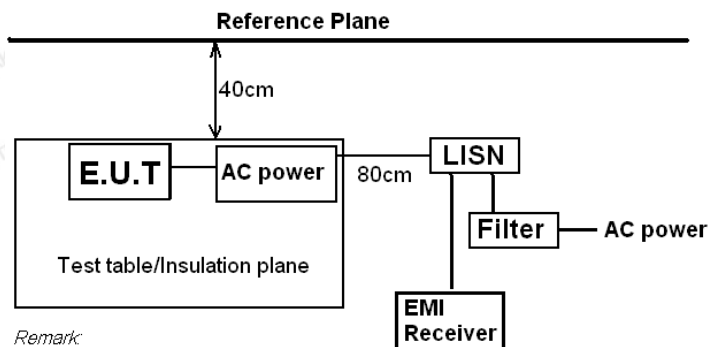 Reference Plane
40cm
E.U.T
AC power
80cm
LISN
Filter
AC power
Test table/Insulation plane
EMI
Receiver
Remark: